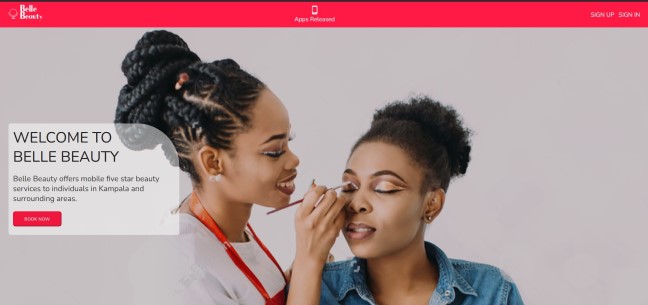 Belle
Beauty
Apps Released
SIGN UP SIGN IN
WELCOME TO
BELLE BEAUTY
Belle Beauty offers mobile five star beauty
services to individuals in Kampala and
surrounding areas.
BOOK NOW